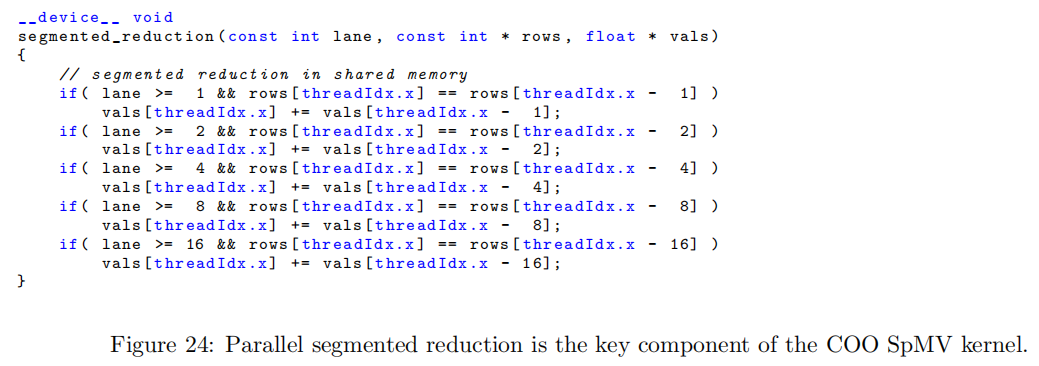 __device__ void
segmented_reduction(const int lane, const int * rows, float * vals)
{
    // segmented reduction in shared memory
    if( lane >=  1 && rows[threadIdx.x] == rows[threadIdx.x -  1] )
        vals[threadIdx.x] += vals[threadIdx.x -  1];
    if( lane >=  2 && rows[threadIdx.x] == rows[threadIdx.x -  2] )
        vals[threadIdx.x] += vals[threadIdx.x -  2];
    if( lane >=  4 && rows[threadIdx.x] == rows[threadIdx.x -  4] )
        vals[threadIdx.x] += vals[threadIdx.x -  4];
    if( lane >=  8 && rows[threadIdx.x] == rows[threadIdx.x -  8] )
        vals[threadIdx.x] += vals[threadIdx.x -  8];
    if( lane >= 16 && rows[threadIdx.x] == rows[threadIdx.x - 16] )
        vals[threadIdx.x] += vals[threadIdx.x - 16];
}
Figure 24: Parallel segmented reduction is the key component of the COO SpMV kernel.